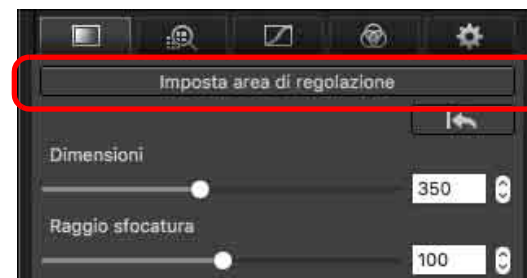 Imposta area di regolazione
Dimensioni
350
Raggio sfocatura
100